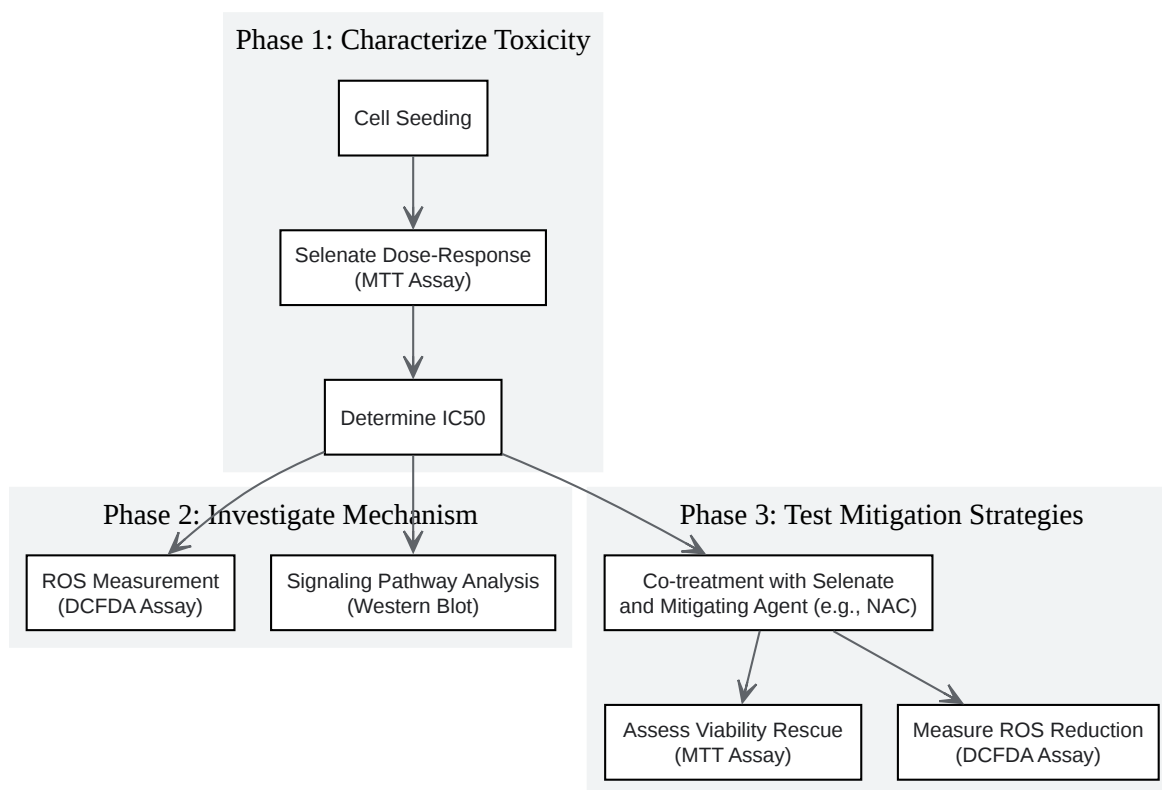 Phase 1: Characterize Toxicity
Cell Seeding
Selenate Dose-Response
(MTT Assay)
Determine IC50
Phase 2: Investigate Mechanism
ROS Measurement
(DCFDA Assay)
Signaling Pathway Analysis
(Western Blot)
Phase 3: Test Mitigation Strategies
Co-treatment with Selenate
and Mitigating Agent (e.g., NAC)
Assess Viability Rescue
(MTT Assay)
Measure ROS Reduction
(DCFDA Assay)